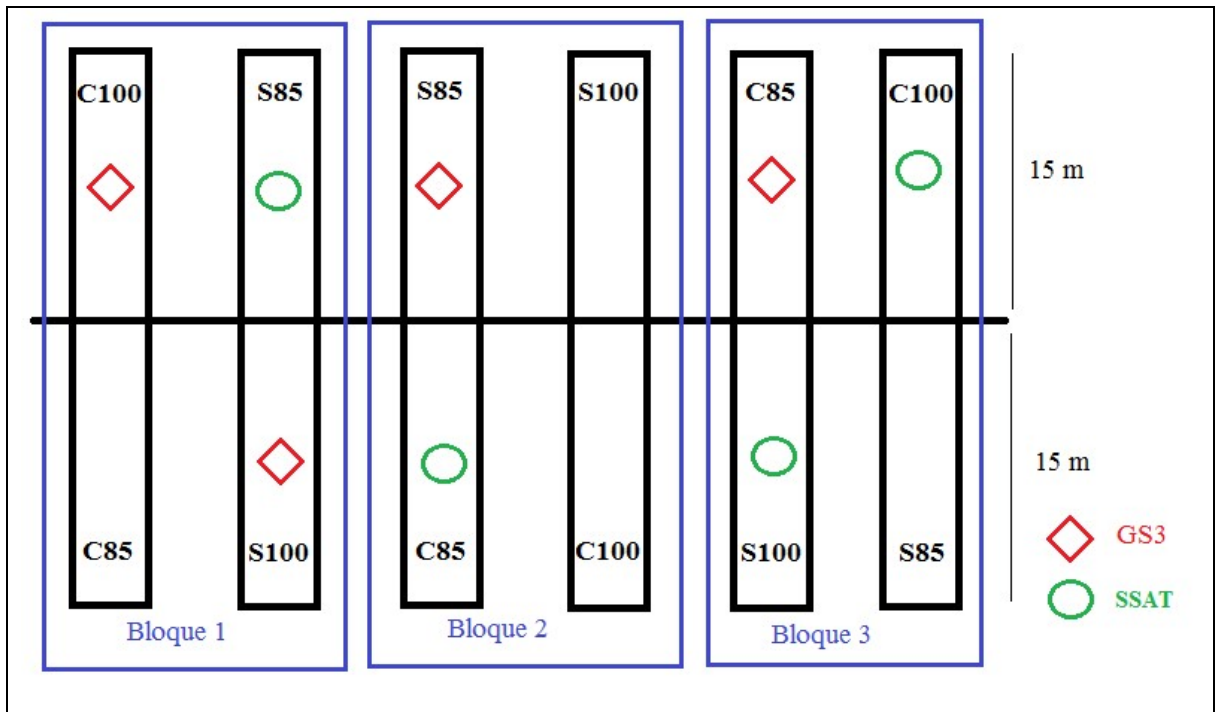 C100
S85
S85
S100
C85
C100
15 m
15 m
C85
S100
C85
C100
S100
S85
GS3
SSAT
Bloque 1
Bloque 2
Bloque 3